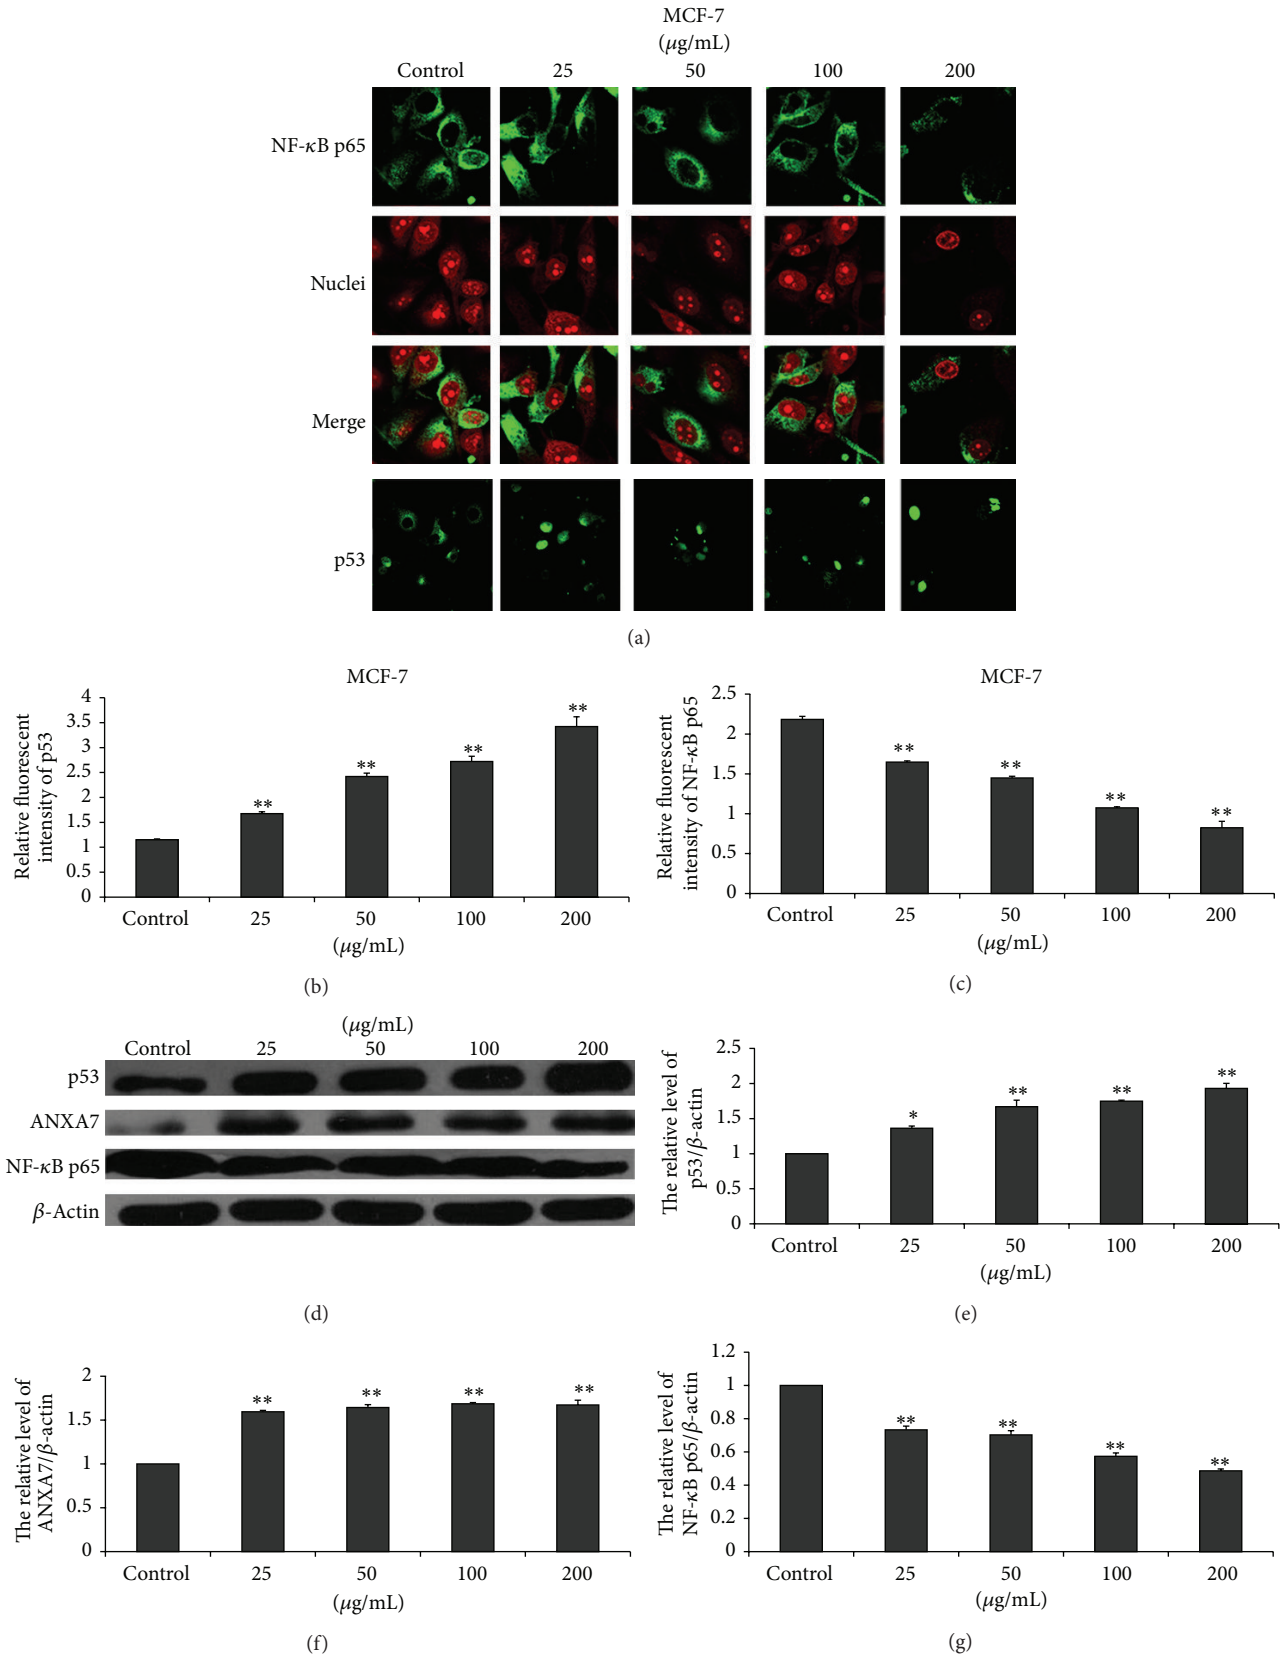 MCF-7
(μg/mL)
Control 25 50 100 200
NF-κB p65
Nuclei
Merge
p53
(a)
MCF-7
Relative fluorescent
intensity of p53
4
3.5
3
2.5
2
1.5
1
0.5
0
** ** ** **
Control 25 50 100 200
(μg/mL)
(b)
MCF-7
Relative fluorescent
intensity of NF-κB p65
2.5
2
1.5
1
0.5
0
** ** ** **
Control 25 50 100 200
(μg/mL)
(c)
(μg/mL)
Control 25 50 100 200
p53
ANXA7
NF-κB p65
β-Actin
(d)
The relative level of
p53/β-actin
2.5
2
1.5
1
0.5
0
* ** ** **
Control 25 50 100 200
(μg/mL)
(e)
The relative level of
ANXA7/β-actin
2
1.5
1
0.5
0
** ** ** **
Control 25 50 100 200
(μg/mL)
(f)
The relative level of
NF-κB p65/β-actin
1.2
1
0.8
0.6
0.4
0.2
0
** ** ** **
Control 25 50 100 200
(μg/mL)
(g)